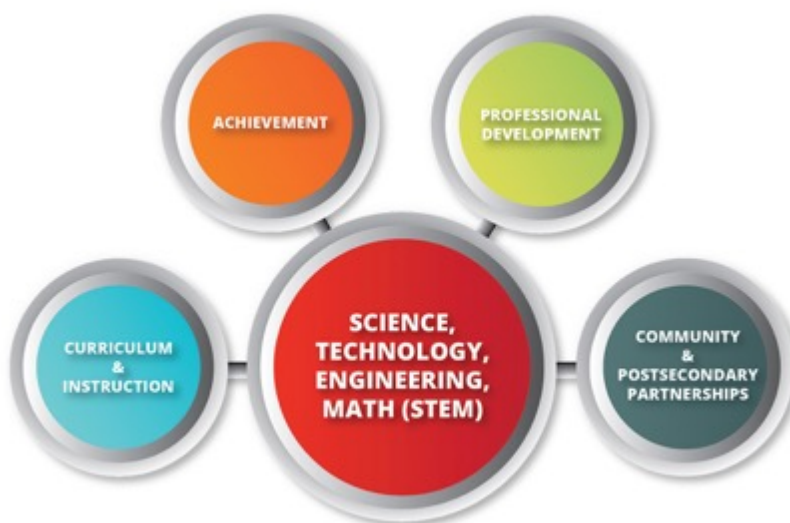 ACHIEVEMENT
PROFESSIONAL
DEVELOPMENT
CURRICULUM
&
INSTRUCTION
SCIENCE,
TECHNOLOGY,
ENGINEERING,
MATH (STEM)
COMMUNITY
&
POSTSECONDARY
PARTNERSHIPS